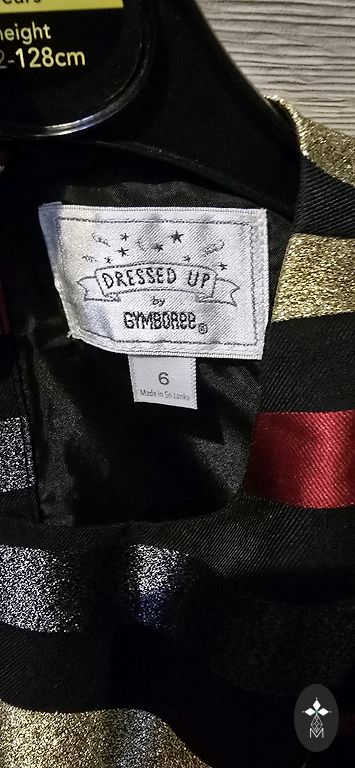 height
-128cm
DRESSED UP
by
GYMBOREE®
6
Made in Sri Lanka